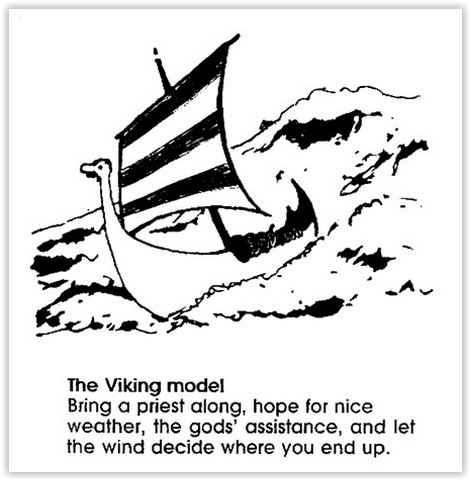 The Viking model
Bring a priest along, hope for nice
weather, the gods' assistance, and let
the wind decide where you end up.